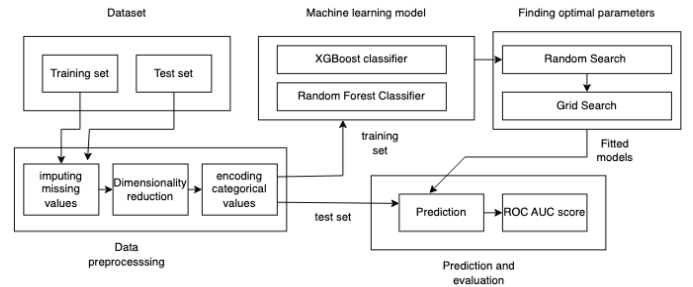 Dataset
Machine learning model
Finding optimal parameters
Training set
Test set
XGBoost classifier
Random Forest Classifier
Random Search
Grid Search
training
set
Fitted
models
imputing
missing
values
Dimensionality
reduction
encoding
categorical
values
test set
Prediction
ROC AUC score
Data
preprocesssing
Prediction and
evaluation